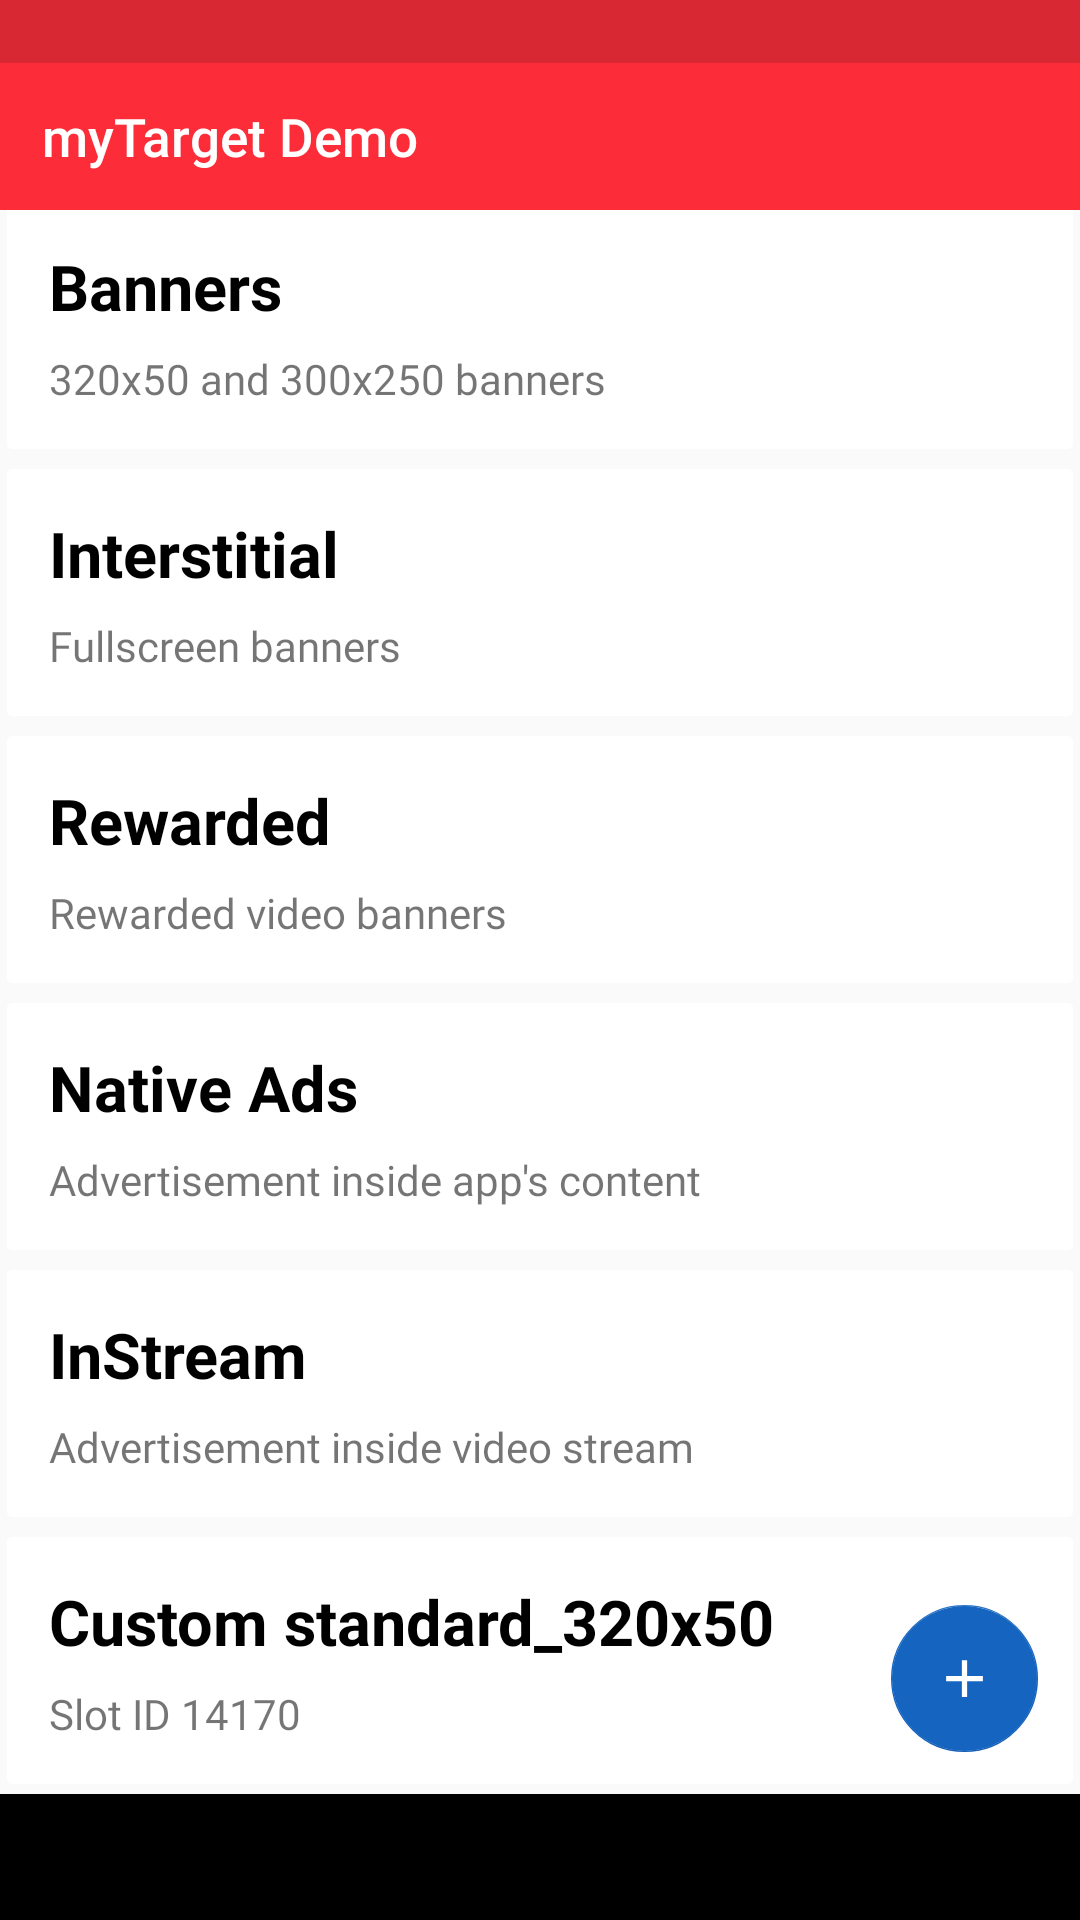 myTarget Demo
Banners
320x50 and 300x250 banners
Interstitial
Fullscreen banners
Rewarded
Rewarded video banners
Native Ads
Advertisement inside app's content
InStream
Advertisement inside video stream
Custom standard_320x50
Slot ID 14170